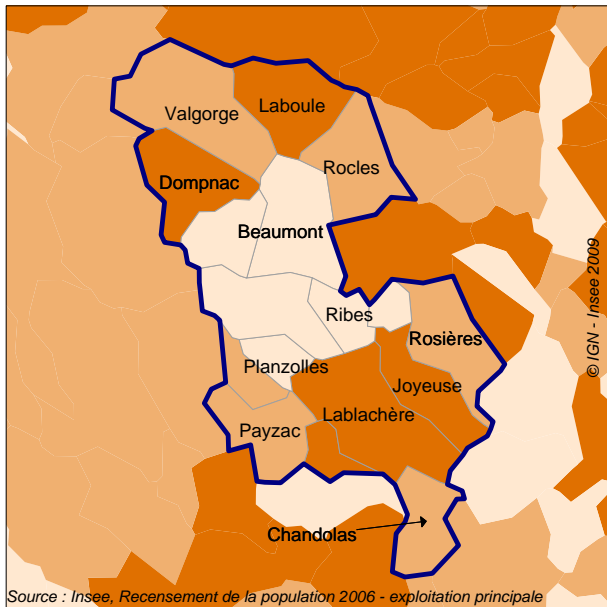 Laboule
Valgorge
Rocles
Dompnac
Beaumont
© IGN - Insee 2009
Ribes
Rosières
Planzolles
Joyeuse
Lablachère
Payzac
Chandolas
Source : Insee, Recensement de la population 2006 - exploitation principale